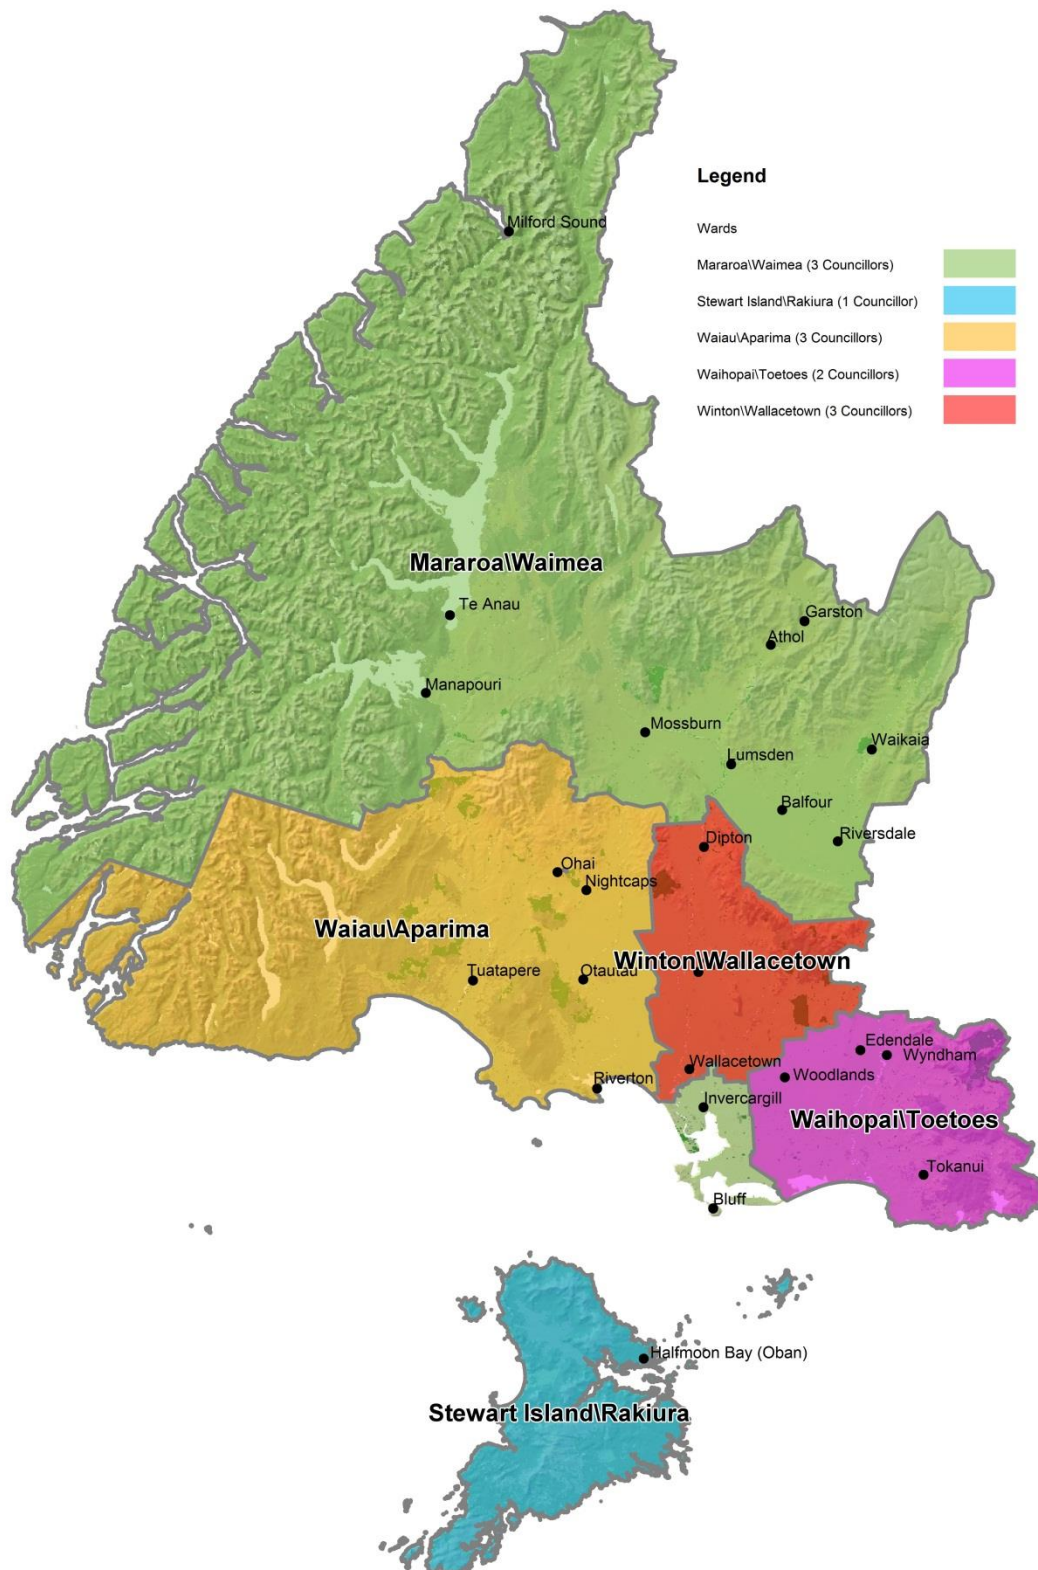 Legend
Wards
Mararoa\Waimea (3 Councillors)
Stewart Island\Rakiura (1 Councillor)
Waiau\Aparima (3 Councillors)
Waihopai\Toetoes (2 Councillors)
Winton\Wallacetown (3 Councillors)
Milford Sound
Mararoa\Waimea
Te Anau
Garston
Athol
Manapouri
Mossburn
Waikaia
Lumsden
Balfour
Riversdale
Dipton
Ohai
Nightcaps
Waiau\Aparima
Winton\Wallacetown
Tuatapere
Otautau
Edendale
Wyndham
Wallacetown
Woodlands
Riverton
Invercargill
Waihopai\Toetoes
Tokanui
Bluff
Halfmoon Bay (Oban)
Stewart Island\Rakiura